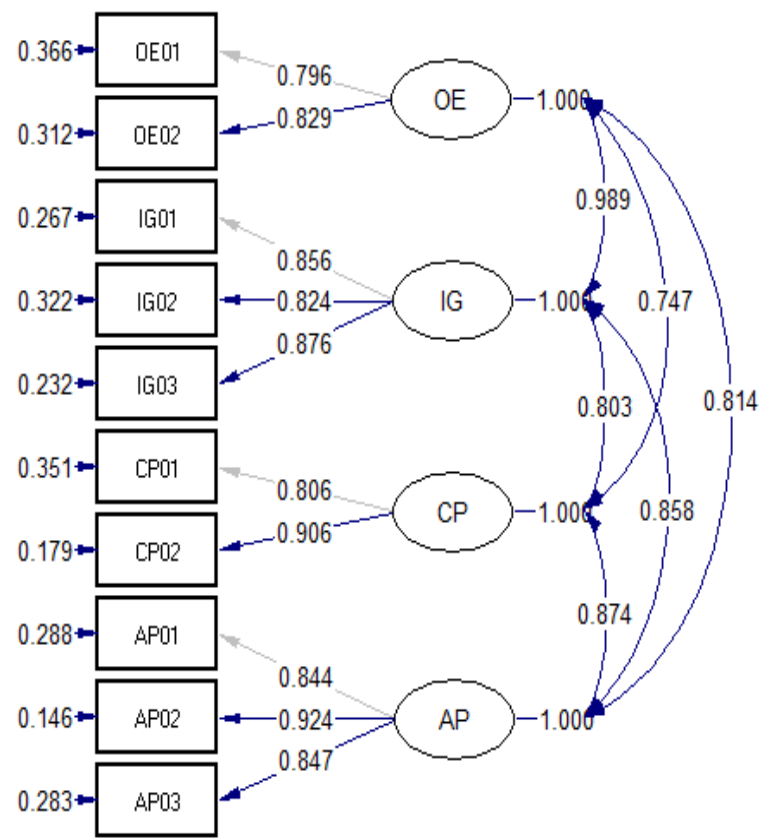 0.366 OE01
0.796
OE 1.000
0.829
0.312 OE02
0.989
0.267 IG01
0.856
0.322 IG02
0.824
IG 1.000
0.747
0.876
0.232 IG03
0.803
0.814
0.351 CP01
0.806
CP 1.000
0.858
0.906
0.179 CP02
0.874
0.288 AP01
0.844
0.146 AP02
0.924
AP 1.000
0.847
0.283 AP03